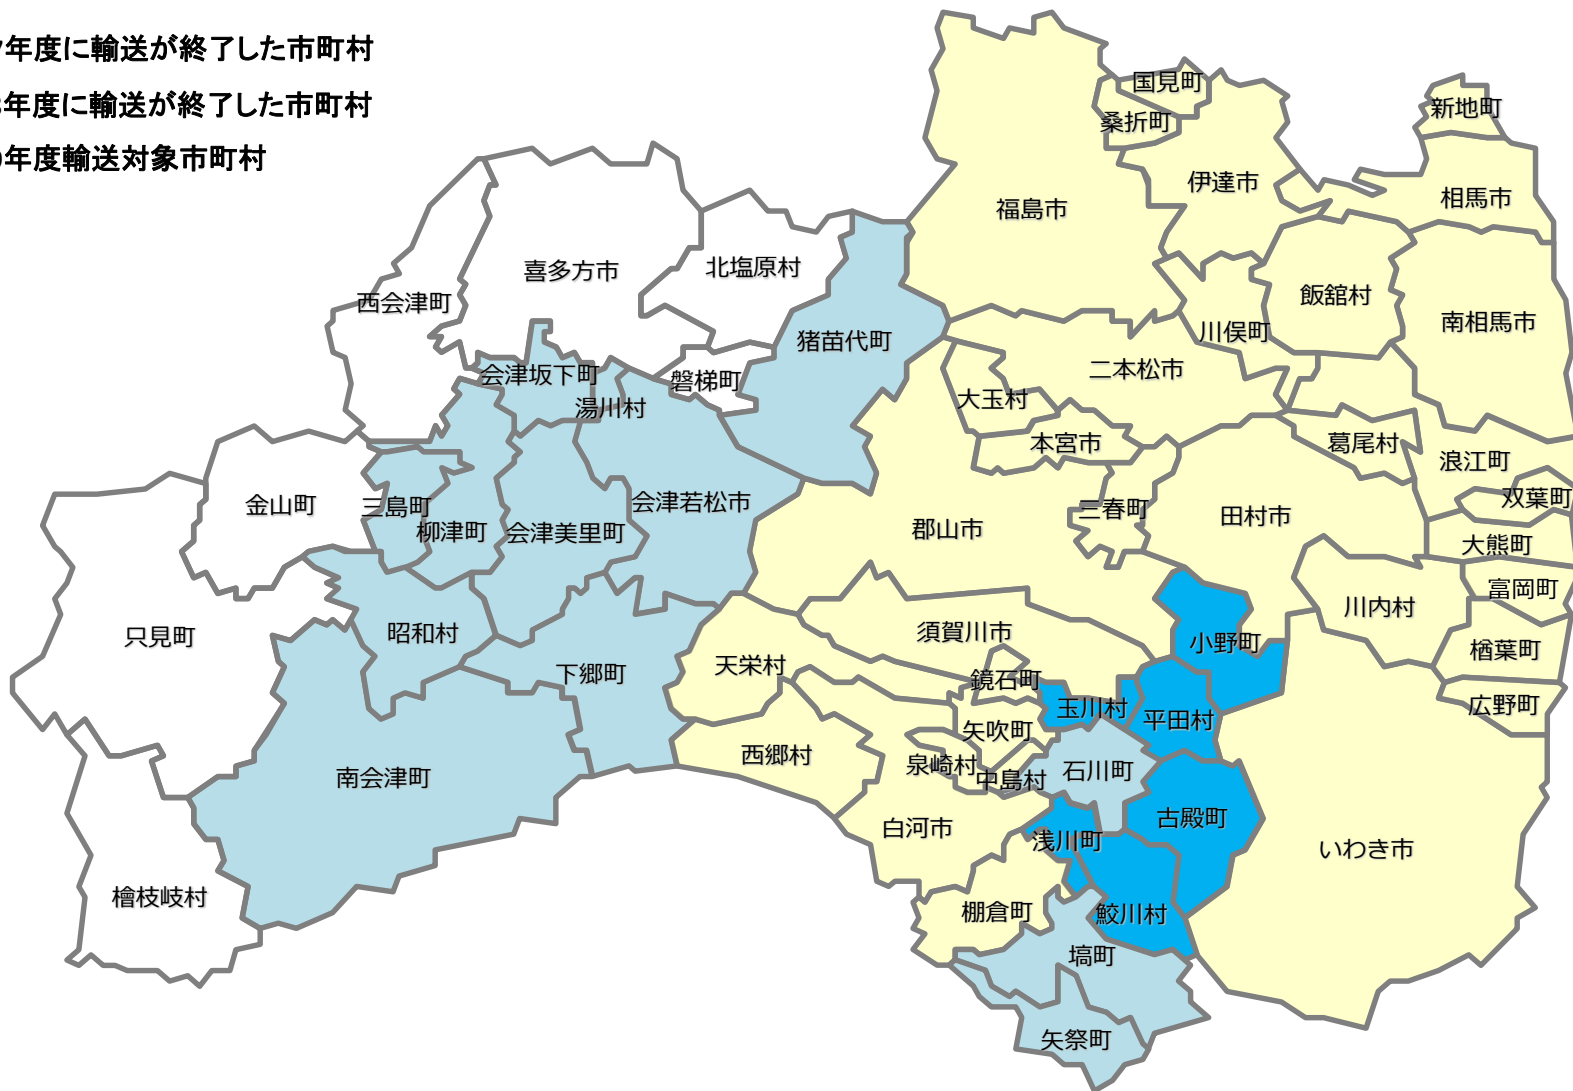 年度に輸送が終了した市町村
年度に輸送が終了した市町村
年度輸送対象市町村
国見町
桑折町
新地町
伊達市
相馬市
福島市
喜多方市
北塩原村
西会津町
飯舘村
南相馬市
川俣町
猪苗代町
二本松市
会津坂下町
磐梯町
湯川村
大玉村
本宮市
葛尾村
浪江町
双葉町
金山町
三島町
柳津町
会津美里町
会津若松市
郡山市
三春町
田村市
大熊町
富岡町
川内村
只見町
昭和村
須賀川市
小野町
楢葉町
下郷町
天栄村
鏡石町
玉川村
平田村
広野町
矢吹町
西郷村
泉崎村
中島村
石川町
南会津町
白河市
浅川町
古殿町
いわき市
檜枝岐村
棚倉町
鮫川村
塙町
矢祭町